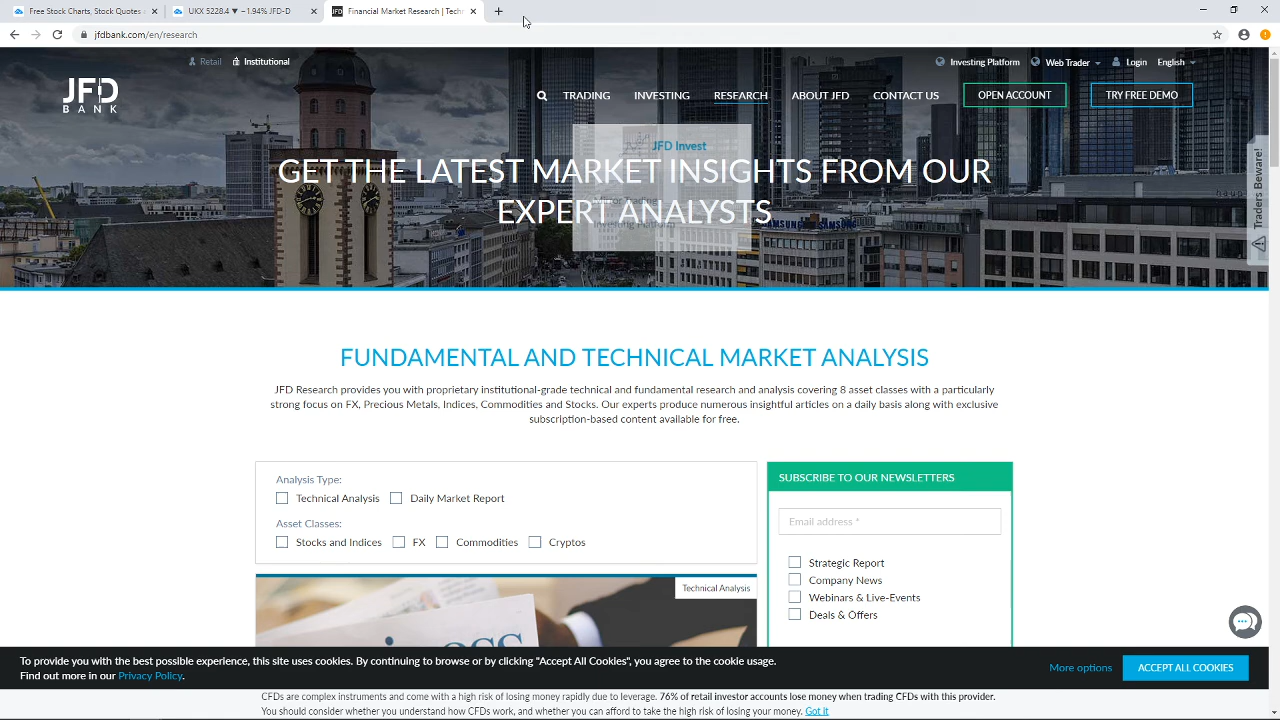 Free Stock Charts, Stock Quotes
UKX 5228.4 ▼ −1.94% JFD-D
JFD Financial Market Research | Tech
jfdbank.com/en/research
Retail Institutional
Investing Platform Web Trader Login English
JFD
BANK
TRADING INVESTING RESEARCH ABOUT JFD CONTACT US OPEN ACCOUNT TRY FREE DEMO
JFD Invest
GET THE LATEST MARKET INSIGHTS FROM OUR
EXPERT ANALYSTS
Investing Platform
SAMSUNG SAMSUNG
Traders Beware!
FUNDAMENTAL AND TECHNICAL MARKET ANALYSIS
JFD Research provides you with proprietary institutional-grade technical and fundamental research and analysis covering 8 asset classes with a particularly
strong focus on FX, Precious Metals, Indices, Commodities and Stocks. Our experts produce numerous insightful articles on a daily basis along with exclusive
subscription-based content available for free.
Analysis Type:
Technical Analysis Daily Market Report
Asset Classes:
Stocks and Indices FX Commodities Cryptos
Technical Analysis
SUBSCRIBE TO OUR NEWSLETTERS
Email address *
Strategic Report
Company News
Webinars & Live-Events
Deals & Offers
To provide you with the best possible experience, this site uses cookies. By continuing to browse or by clicking "Accept All Cookies", you agree to the cookie usage.
Find out more in our Privacy Policy.
More options ACCEPT ALL COOKIES
CFDs are complex instruments and come with a high risk of losing money rapidly due to leverage. 76% of retail investor accounts lose money when trading CFDs with this provider.
You should consider whether you understand how CFDs work, and whether you can afford to take the high risk of losing your money. Got it